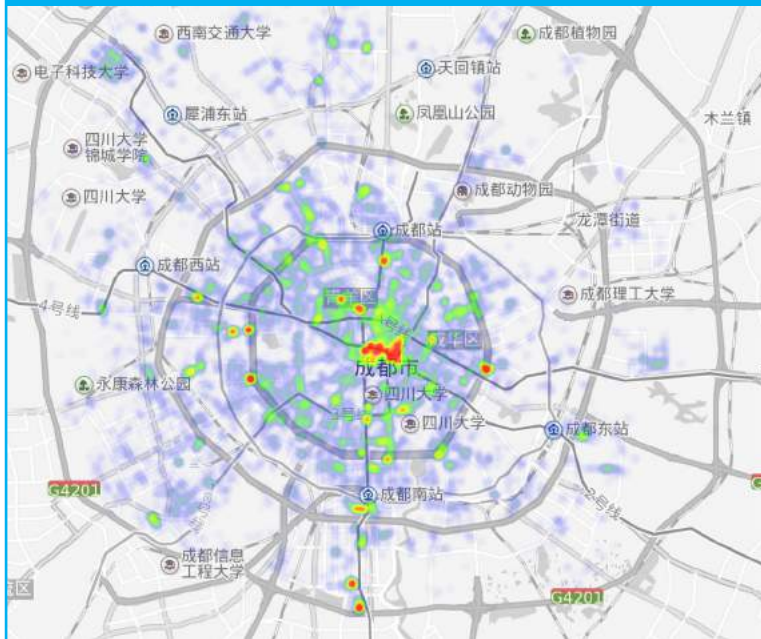 西南交通大学
成都植物园
电子科技大学
天回镇站
犀浦东站
凤凰山公园
木兰镇
四川大学
锦城学院
四川大学
成都动物园
龙潭街道
成都站
成都西站
成都理工大学
4号线
成华区
成都市
永康森林公园
四川大学
四川大学
成都东站
G4201
成都南站
2号线
成都信息
工程大学
G4201